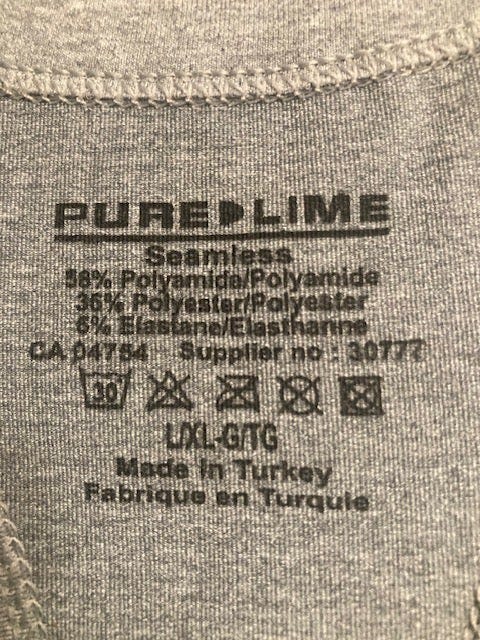 PURE LIME
Seamless
58% Polyamide/Polyamide
36% Polyester/Polyester
6% Elastane/Elasthanne
CA 04754 Supplier no : 30777
30
L/XL-G/TG
Made in Turkey
Fabrique en Turquie